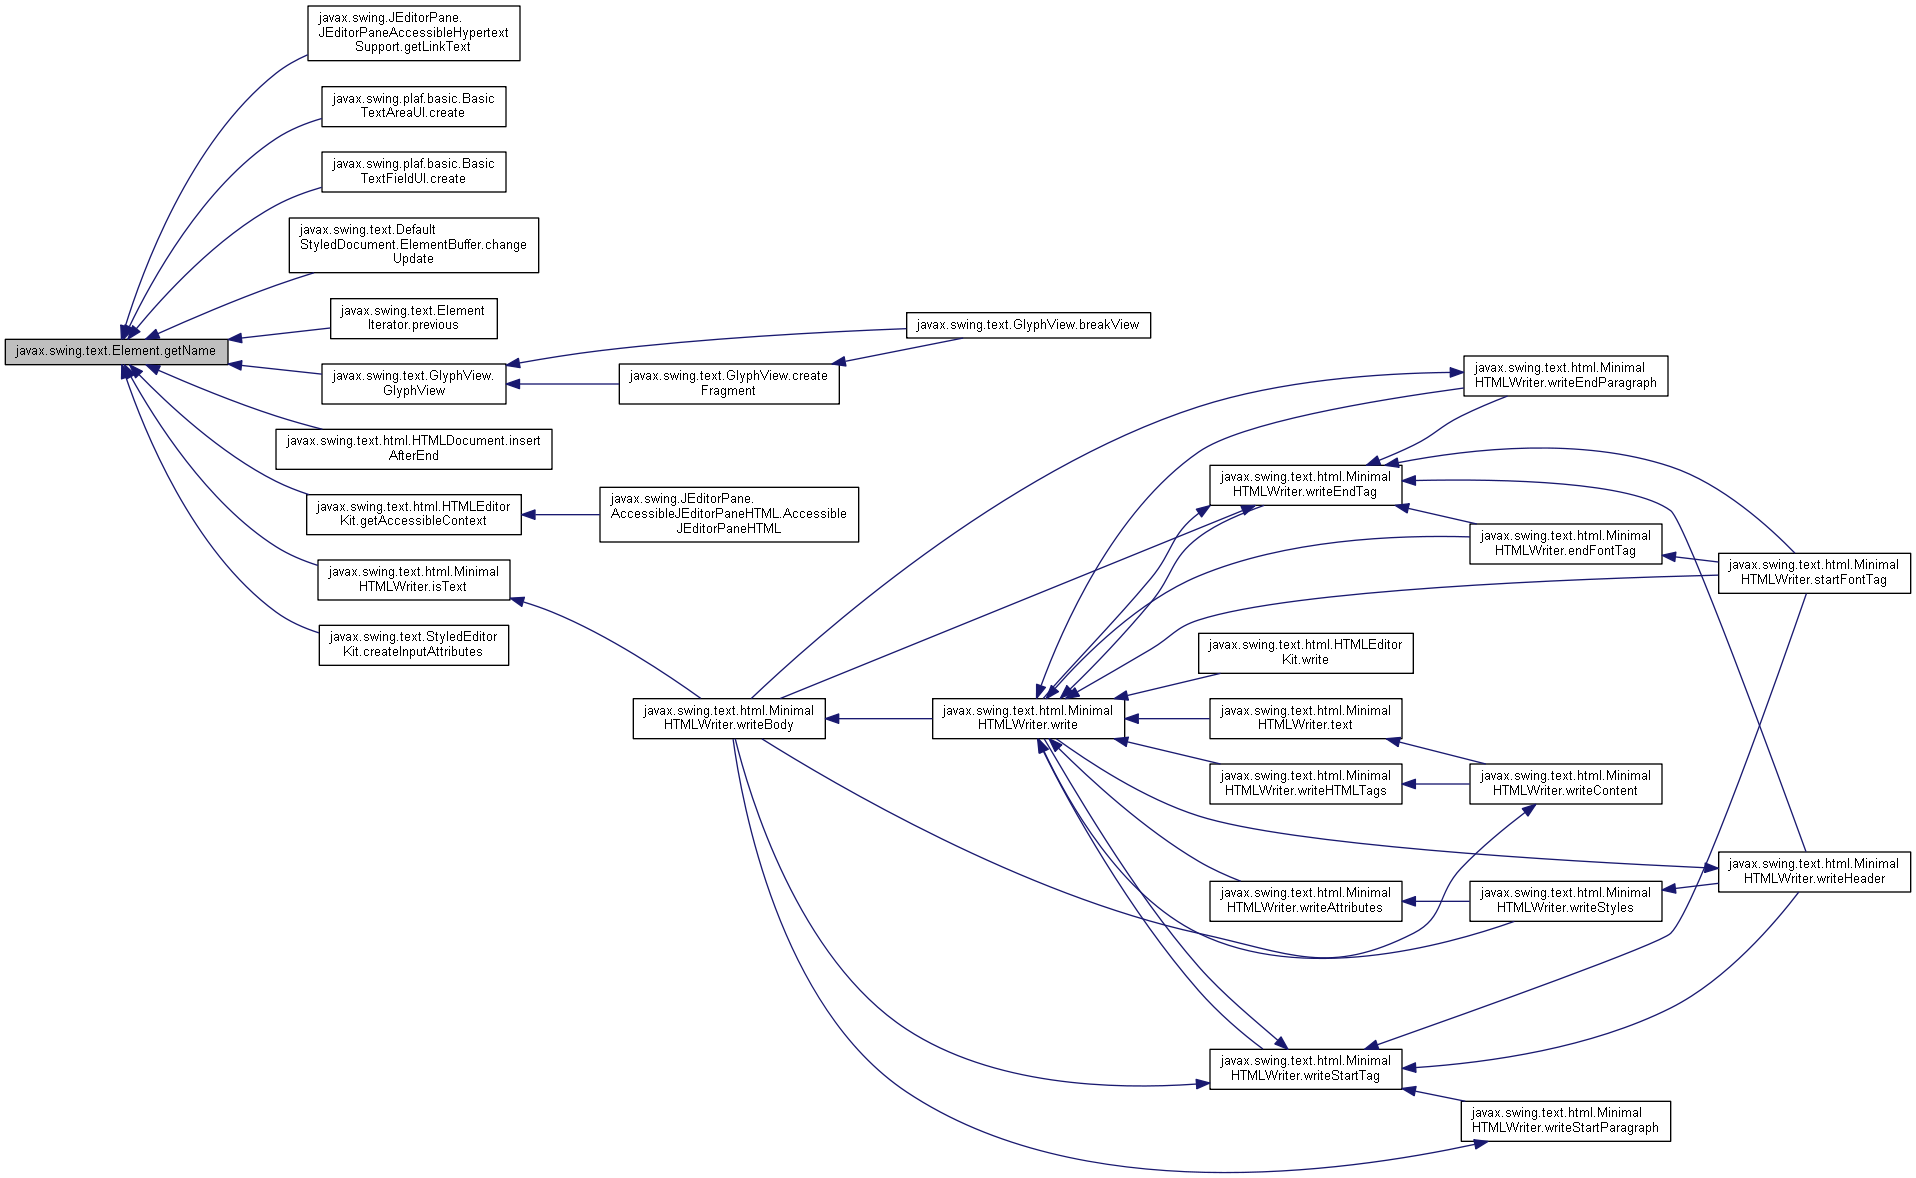 javax.swing.JEditorPane.
JEditorPaneAccessibleHypertext
Support.getLinkText
javax.swing.plaf.basic.Basic
TextAreaUI.create
javax.swing.plaf.basic.Basic
TextFieldUI.create
javax.swing.text.Default
StyledDocument.ElementBuffer.change
Update
javax.swing.text.Element
Iterator.previous
javax.swing.text.Element.getName
javax.swing.text.GlyphView.
GlyphView
javax.swing.text.GlyphView.breakView
javax.swing.text.GlyphView.create
Fragment
javax.swing.text.html.HTMLDocument.insert
AfterEnd
javax.swing.text.html.HTMLEditor
Kit.getAccessibleContext
javax.swing.JEditorPane.
AccessibleJEditorPaneHTML.Accessible
JEditorPaneHTML
javax.swing.text.html.Minimal
HTMLWriter.isText
javax.swing.text.StyledEditor
Kit.createInputAttributes
javax.swing.text.html.Minimal
HTMLWriter.writeBody
javax.swing.text.html.Minimal
HTMLWriter.write
javax.swing.text.html.Minimal
HTMLWriter.writeEndParagraph
javax.swing.text.html.Minimal
HTMLWriter.writeEndTag
javax.swing.text.html.Minimal
HTMLWriter.endFontTag
javax.swing.text.html.Minimal
HTMLWriter.startFontTag
javax.swing.text.html.HTMLEditor
Kit.write
javax.swing.text.html.Minimal
HTMLWriter.text
javax.swing.text.html.Minimal
HTMLWriter.writeHTMLTags
javax.swing.text.html.Minimal
HTMLWriter.writeContent
javax.swing.text.html.Minimal
HTMLWriter.writeHeader
javax.swing.text.html.Minimal
HTMLWriter.writeAttributes
javax.swing.text.html.Minimal
HTMLWriter.writeStyles
javax.swing.text.html.Minimal
HTMLWriter.writeStartTag
javax.swing.text.html.Minimal
HTMLWriter.writeStartParagraph